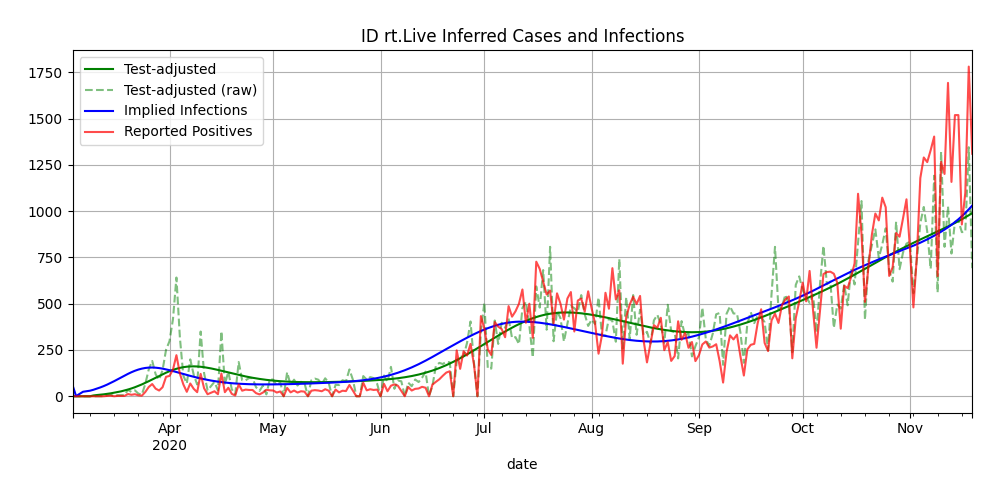 ID rt.Live Inferred Cases and Infections
Test-adjusted
Test-adjusted (raw)
Implied Infections
Reported Positives
1750
1500
1250
1000
750
500
250
0
Apr
2020
May
Jun
Jul
Aug
Sep
Oct
Nov
date